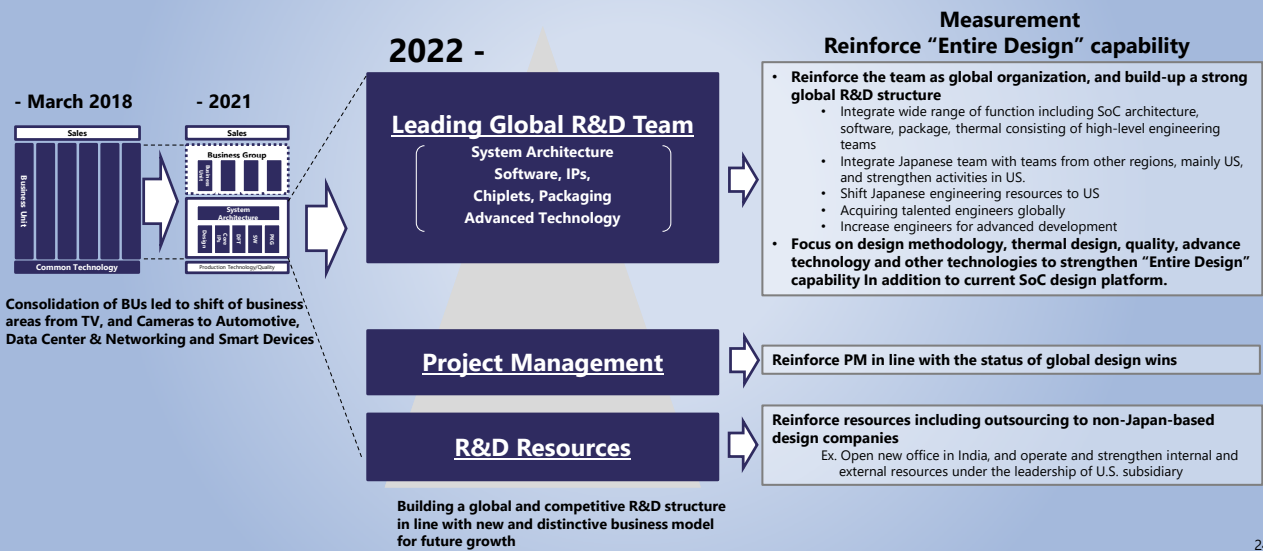 - March 2018
Sales
Business Unit
Common Technology
- 2021
Sales
Business Group
Business
Unit
System
Architecture
Design
Core
IPs
DFT
SW
PKG
Production Technology/Quality
Consolidation of BUs led to shift of business
areas from TV, and Cameras to Automotive,
Data Center & Networking and Smart Devices
2022 -
Leading Global R&D Team
System Architecture
Software, IPs,
Chiplets, Packaging
Advanced Technology
Project Management
R&D Resources
Building a global and competitive R&D structure
in line with new and distinctive business model
for future growth
Measurement
Reinforce “Entire Design” capability
• Reinforce the team as global organization, and build-up a strong
global R&D structure
• Integrate wide range of function including SoC architecture,
software, package, thermal consisting of high-level engineering
teams
• Integrate Japanese team with teams from other regions, mainly US,
and strengthen activities in US.
• Shift Japanese engineering resources to US
• Acquiring talented engineers globally
• Increase engineers for advanced development
• Focus on design methodology, thermal design, quality, advance
technology and other technologies to strengthen “Entire Design”
capability In addition to current SoC design platform.
Reinforce PM in line with the status of global design wins
Reinforce resources including outsourcing to non-Japan-based
design companies
Ex. Open new office in India, and operate and strengthen internal and
external resources under the leadership of U.S. subsidiary